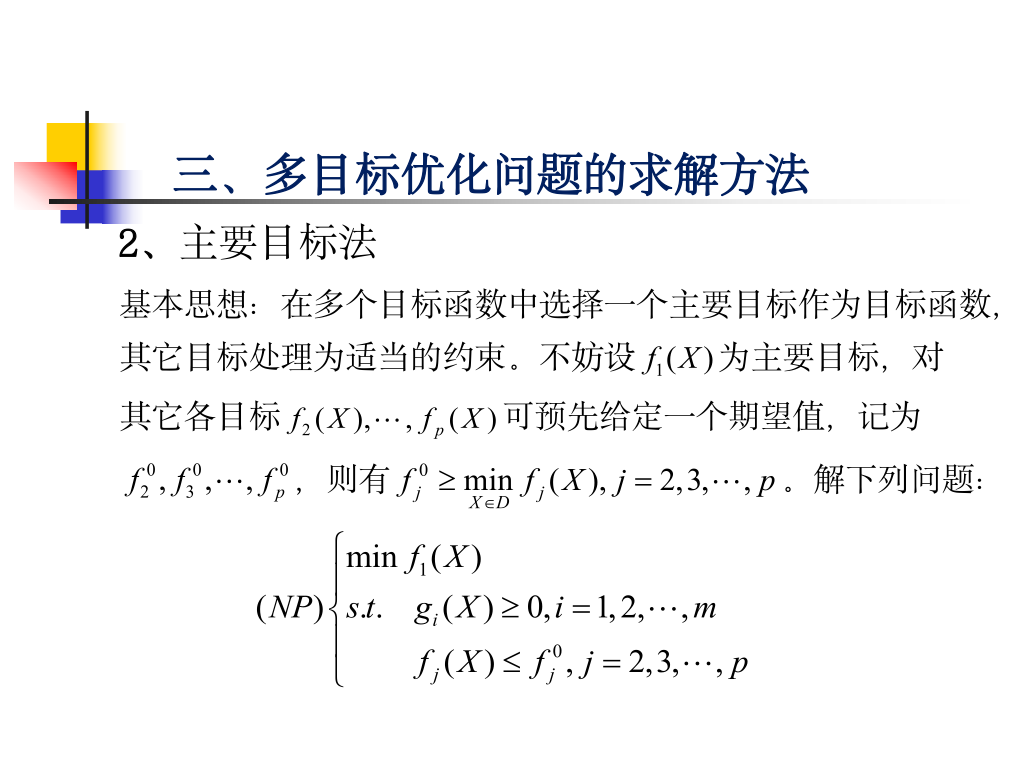 三、多目标优化问题的求解方法
2、主要目标法
基本思想：在多个目标函数中选择一个主要目标作为目标函数，
其它目标处理为适当的约束。不妨设 f₁(X) 为主要目标，对
其它各目标 f₂(X),⋯, f_p(X) 可预先给定一个期望值，记为
f₂⁰, f₃⁰,⋯, f_p⁰，则有 f_j⁰ ≥ min_{X∈D} f_j(X), j = 2,3,⋯, p 。解下列问题：
min f₁(X)
(NP) s.t. g_i(X) ≥ 0, i = 1,2,⋯, m
f_j(X) ≤ f_j⁰, j = 2,3,⋯, p